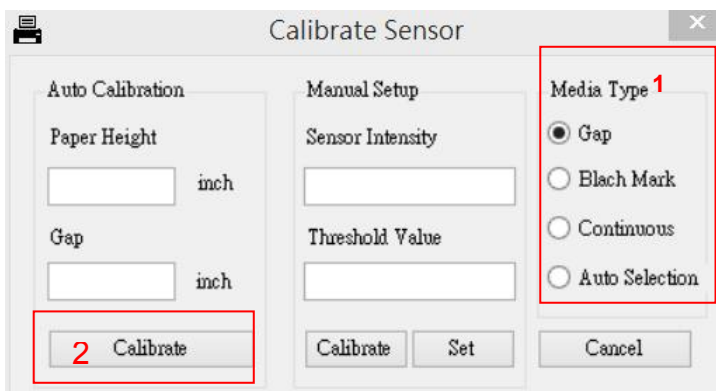 Calibrate Sensor
Auto Calibration
Paper Height
inch
Gap
inch
2 Calibrate
Manual Setup
Sensor Intensity
Threshold Value
Calibrate Set
Media Type 1
Gap
Blach Mark
Continuous
Auto Selection
Cancel